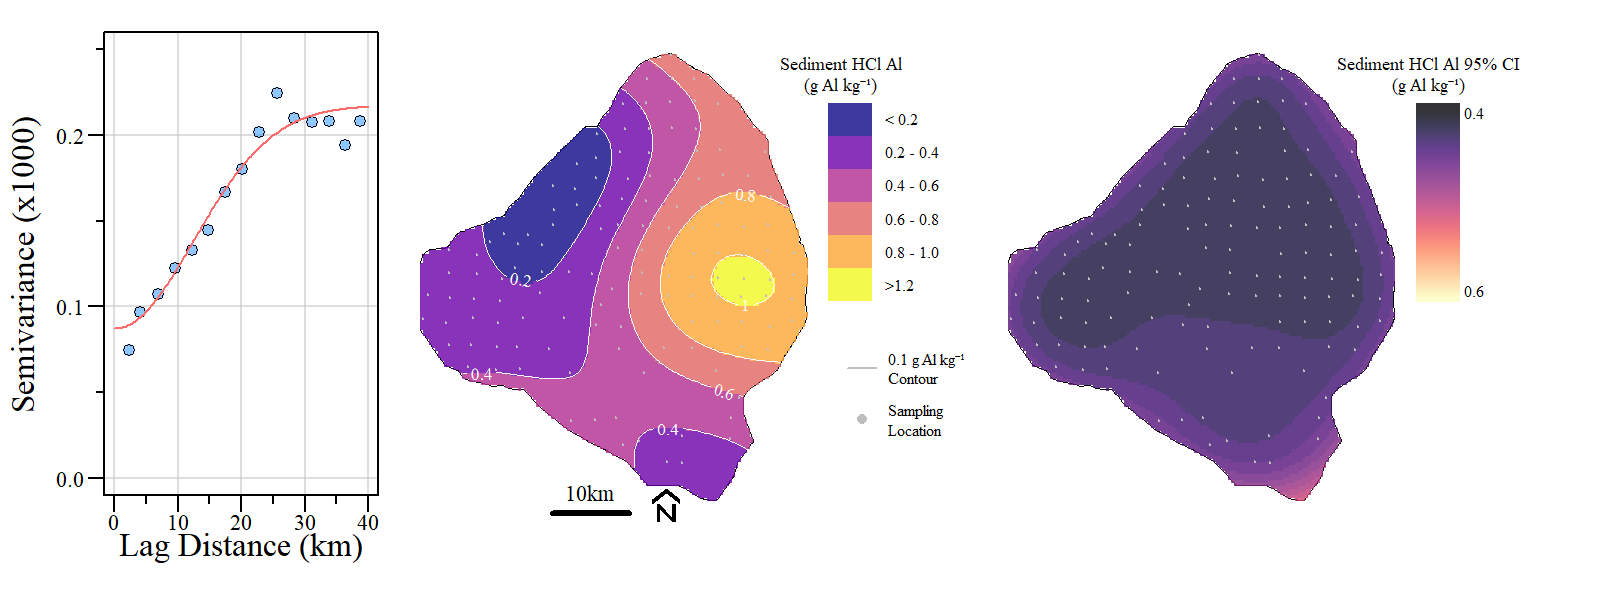 Semivariance (x1000)
0.2
0.1
0.0
0
10
20
30
40
Lag Distance (km)
Sediment HCl Al
(g Al kg⁻¹)
< 0.2
0.2 - 0.4
0.4 - 0.6
0.6 - 0.8
0.8 - 1.0
>1.2
0.8
0.2
1
0.4
0.6
0.4
0.1 g Al kg⁻¹
Contour
Sampling
Location
10km
N
Sediment HCl Al 95% CI
(g Al kg⁻¹)
0.4
0.6